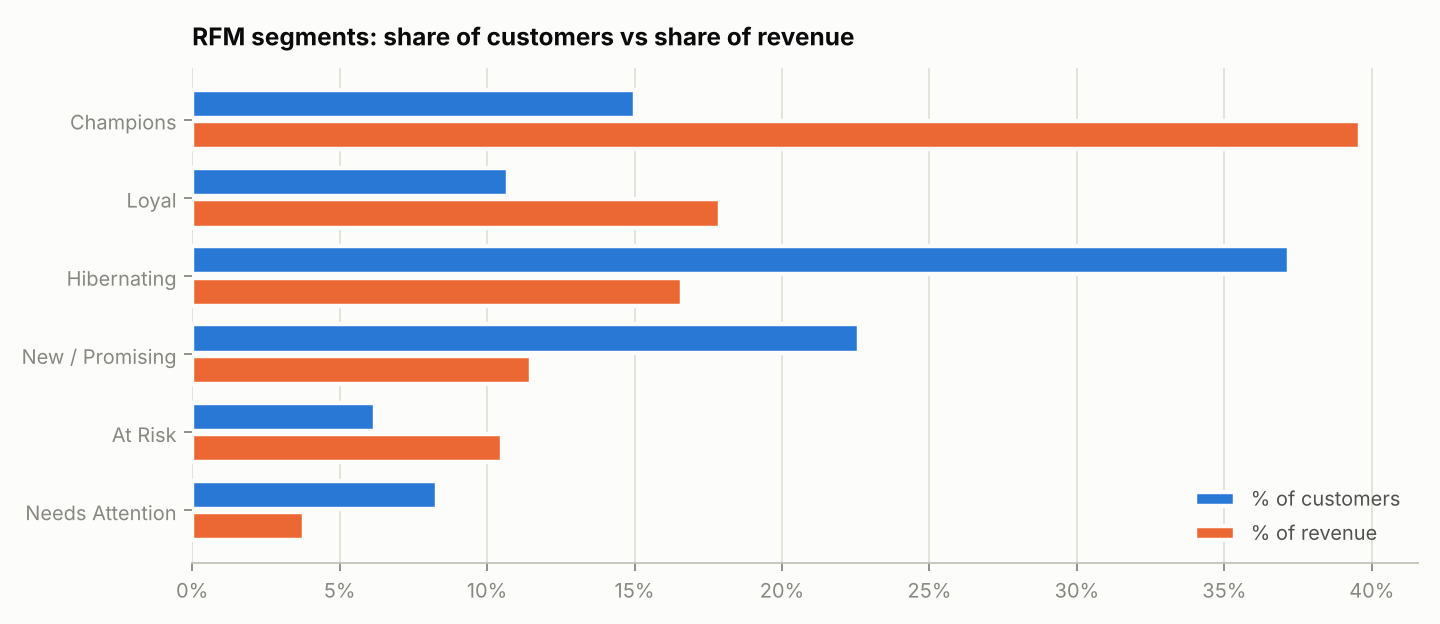 RFM segments: share of customers vs share of revenue
Champions
Loyal
Hibernating
New / Promising
At Risk
Needs Attention
% of customers
% of revenue
0% 5% 10% 15% 20% 25% 30% 35% 40%